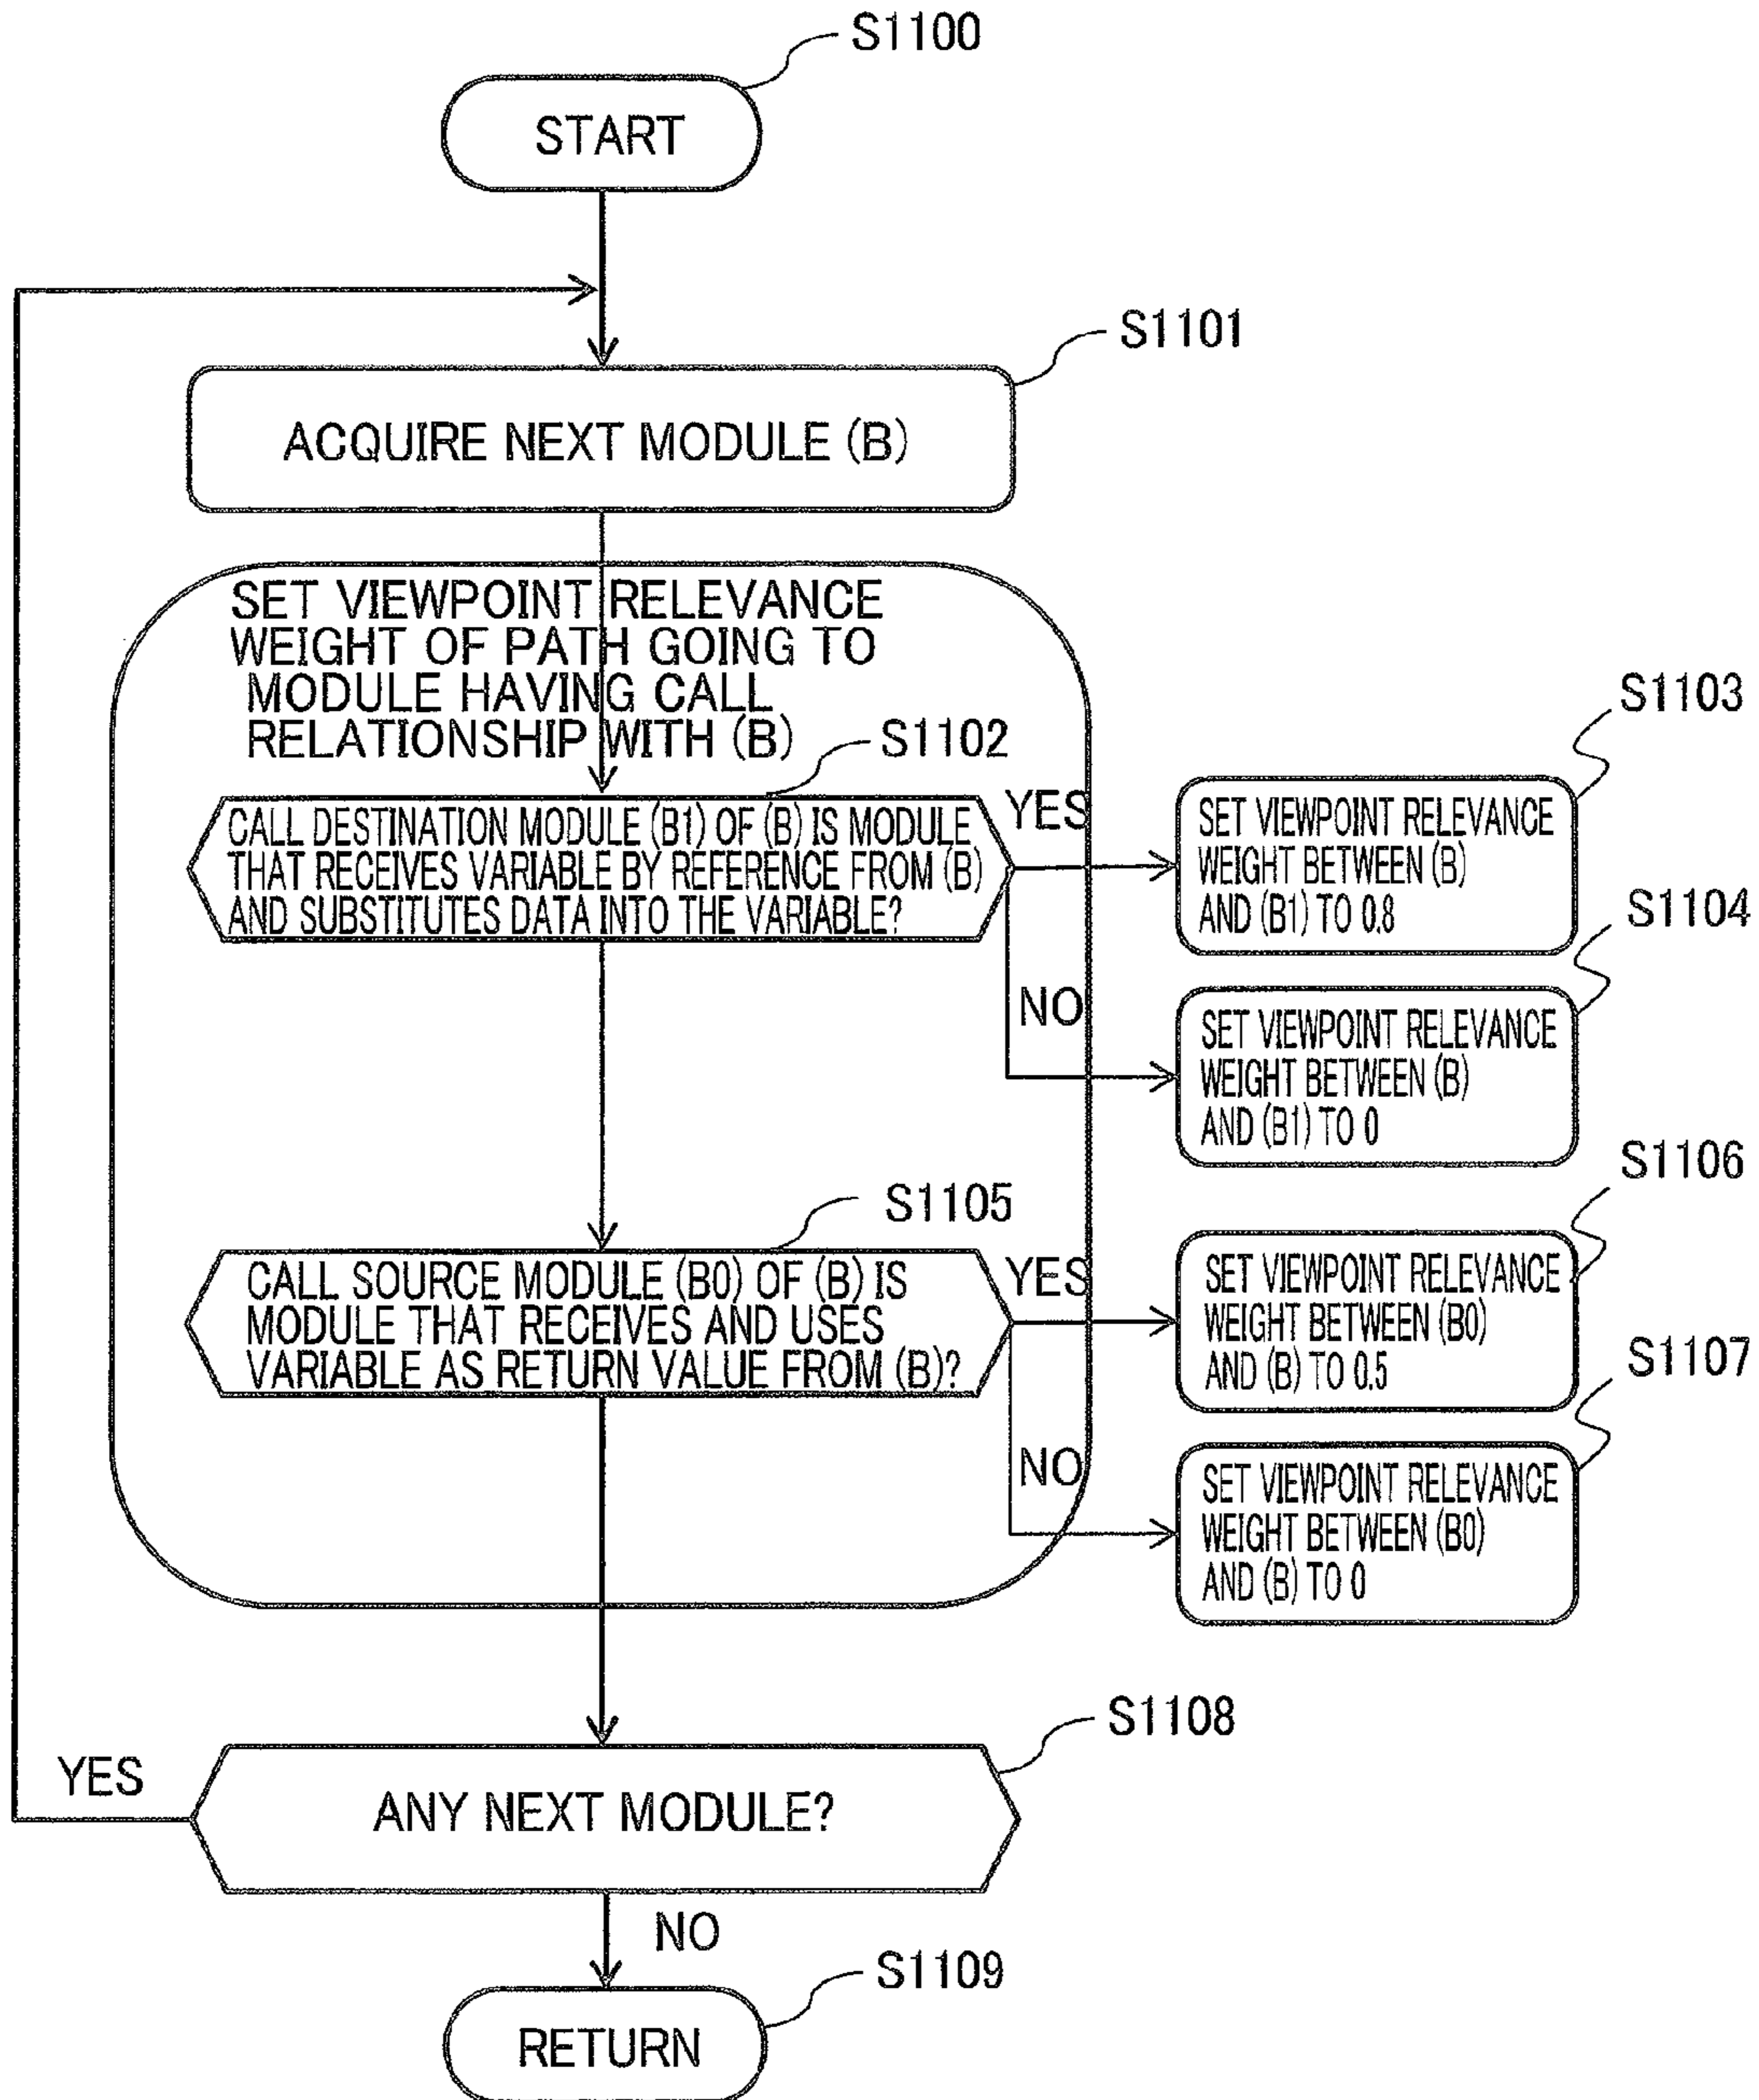 S1100
START
S1101
ACQUIRE NEXT MODULE (B)
SET VIEWPOINT RELEVANCE
WEIGHT OF PATH GOING TO
MODULE HAVING CALL
RELATIONSHIP WITH (B)
S1102
CALL DESTINATION MODULE (B1) OF (B) IS MODULE
THAT RECEIVES VARIABLE BY REFERENCE FROM (B)
AND SUBSTITUTES DATA INTO THE VARIABLE?
YES
S1103
SET VIEWPOINT RELEVANCE
WEIGHT BETWEEN (B)
AND (B1) TO 0.8
NO
S1104
SET VIEWPOINT RELEVANCE
WEIGHT BETWEEN (B)
AND (B1) TO 0
S1105
CALL SOURCE MODULE (B0) OF (B) IS
MODULE THAT RECEIVES AND USES
VARIABLE AS RETURN VALUE FROM (B)?
YES
S1106
SET VIEWPOINT RELEVANCE
WEIGHT BETWEEN (B0)
AND (B) TO 0.5
NO
S1107
SET VIEWPOINT RELEVANCE
WEIGHT BETWEEN (B0)
AND (B) TO 0
S1108
YES
ANY NEXT MODULE?
NO
S1109
RETURN